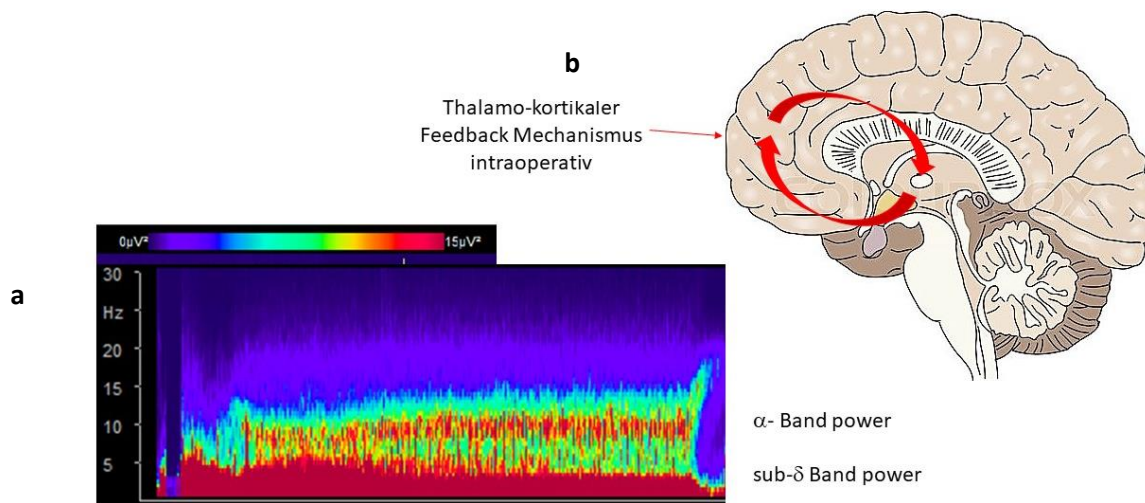 b
Thalamo-kortikaler
Feedback Mechanismus
intraoperativ
0µV²
15µV²
a
30
Hz
20
15
10
5
α- Band power
sub-δ Band power